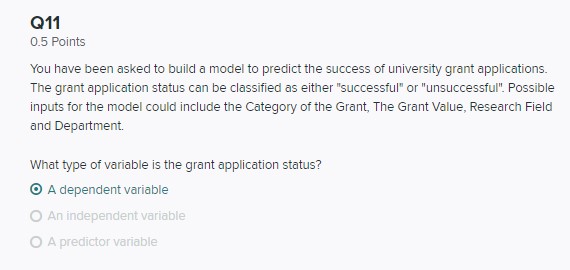 Q11
0.5 Points
You have been asked to build a model to predict the success of university grant applications.
The grant application status can be classified as either "successful" or "unsuccessful". Possible
inputs for the model could include the Category of the Grant, The Grant Value, Research Field
and Department.
What type of variable is the grant application status?
A dependent variable
An independent variable
A predictor variable